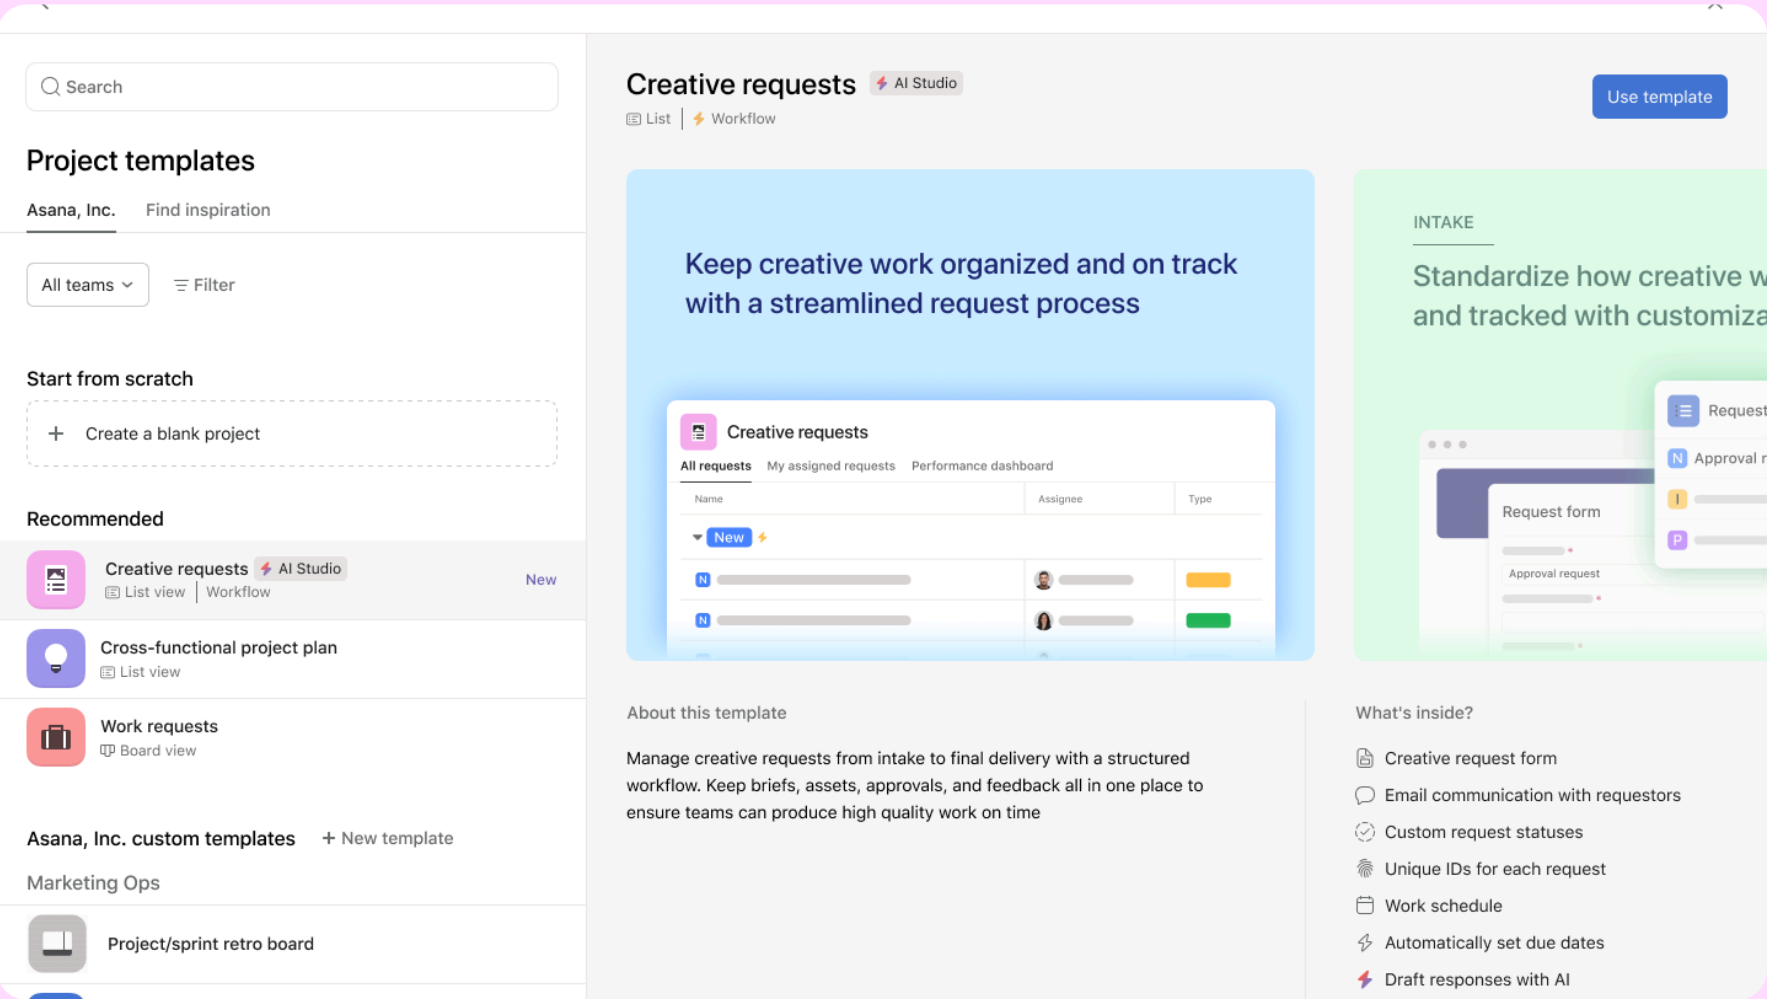 Search
Project templates
Asana, Inc.
Find inspiration
All teams
Filter
Start from scratch
+ Create a blank project
Recommended
Creative requests
AI Studio
List view
Workflow
New
Cross-functional project plan
List view
Work requests
Board view
Asana, Inc. custom templates
+ New template
Marketing Ops
Project/sprint retro board
Creative requests
AI Studio
List
Workflow
Use template
Keep creative work organized and on track
with a streamlined request process
Creative requests
All requests
My assigned requests
Performance dashboard
Name
Assignee
Type
New
N
N
INTAKE
Standardize how creative w
and tracked with customiza
Request
N Approval r
I
P
Request form
*
Approval request
*
*
About this template
Manage creative requests from intake to final delivery with a structured
workflow. Keep briefs, assets, approvals, and feedback all in one place to
ensure teams can produce high quality work on time
What's inside?
Creative request form
Email communication with requestors
Custom request statuses
Unique IDs for each request
Work schedule
Automatically set due dates
Draft responses with AI